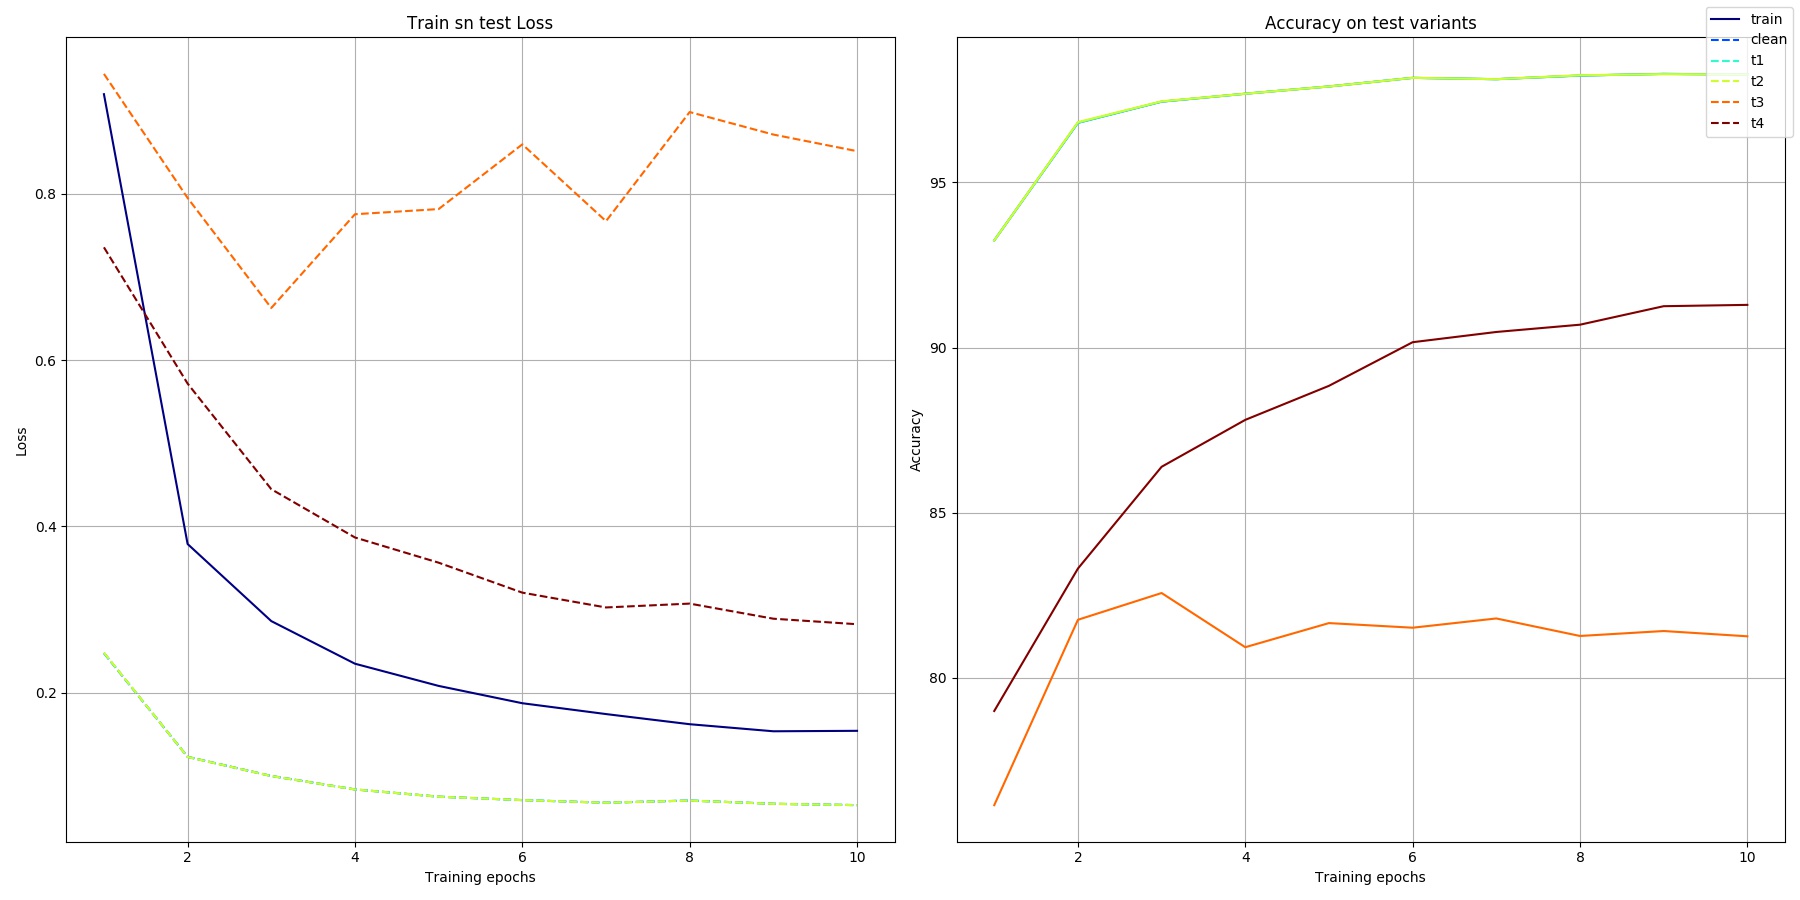 Train sn test Loss
0.8
0.6
0.4
0.2
Loss
2 4 6 8 10
Training epochs
Accuracy on test variants
95
90
85
80
Accuracy
2 4 6 8 10
Training epochs
train
clean
t1
t2
t3
t4